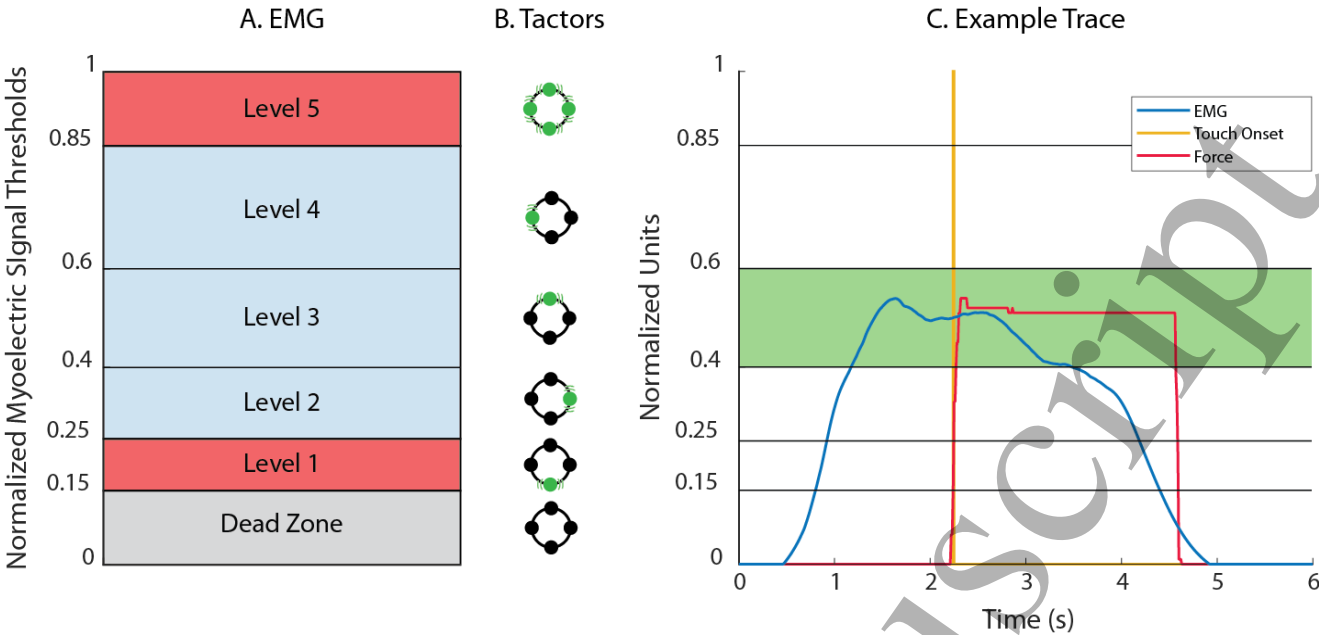 A. EMG
B. Tactors
C. Example Trace
Normalized Myoelectric SIgnal Thresholds
1
Level 5
0.85
Level 4
0.6
Level 3
0.4
Level 2
0.25
Level 1
0.15
Dead Zone
0
Normalized Units
1
0.85
0.6
0.4
0.25
0.15
0
EMG
Touch Onset
Force
0 1 2 3 4 5 6
Time (s)
uscript